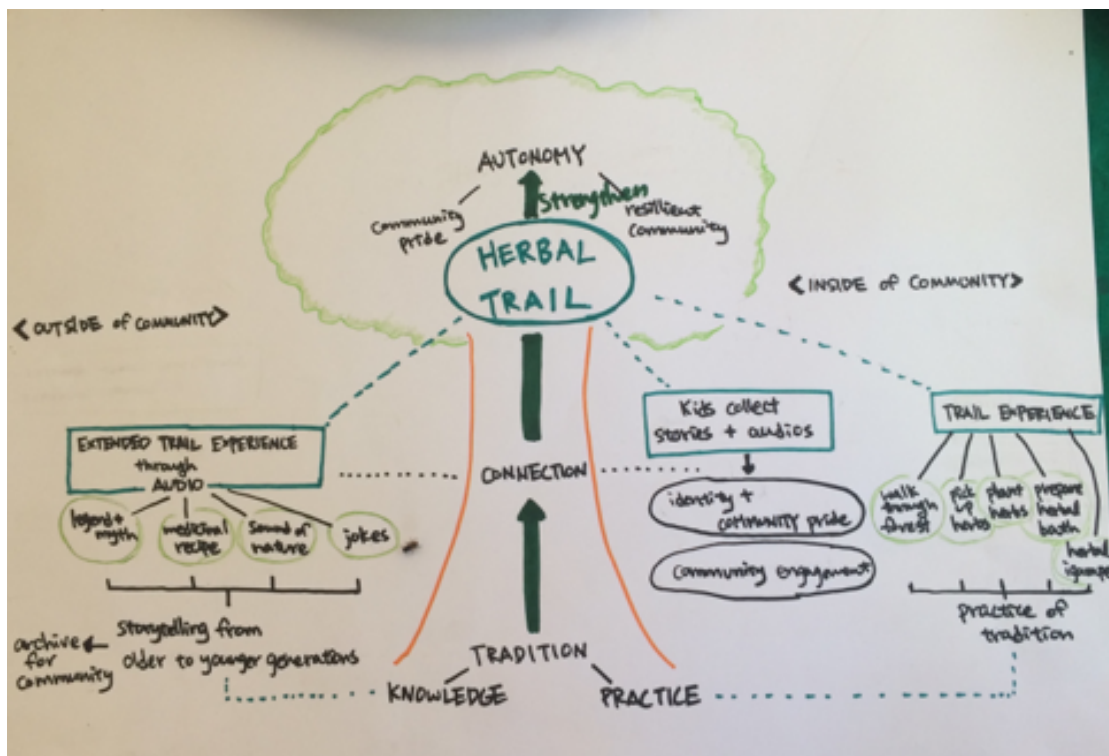 AUTONOMY
Strengthen
community
pride
resilient
community
HERBAL
TRAIL
<OUTSIDE of COMMUNITY>
<INSIDE of COMMUNITY>
EXTENDED TRAIL EXPERIENCE
through
AUDIO
legend +
myth
medicinal
recipe
sound of
nature
jokes
storytelling from
older to younger generations
archive
for
community
CONNECTION
TRADITION
KNOWLEDGE
PRACTICE
Kids collect
stories + audios
identity +
community pride
community engagement
TRAIL EXPERIENCE
walk
through
forest
pick
up
herbs
plant
herbs
prepare
herbal
bath
herbal
practice of
tradition